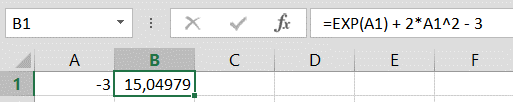 B1 fx =EXP(A1) + 2*A1^2 - 3
A B C D E F
1 -3 15,04979